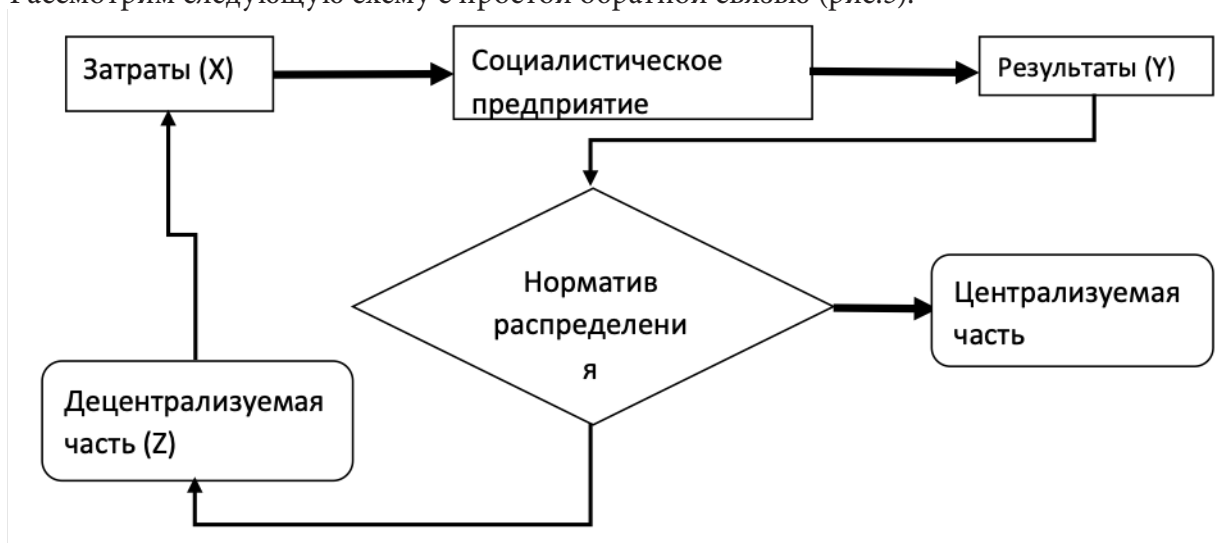 Рассмотрим следующую схему с простой обратной связью (рис.3).
Затраты (X)
Социалистическое
предприятие
Результаты (Y)
Норматив
распределени
я
Централизуемая
часть
Децентрализуемая
часть (Z)